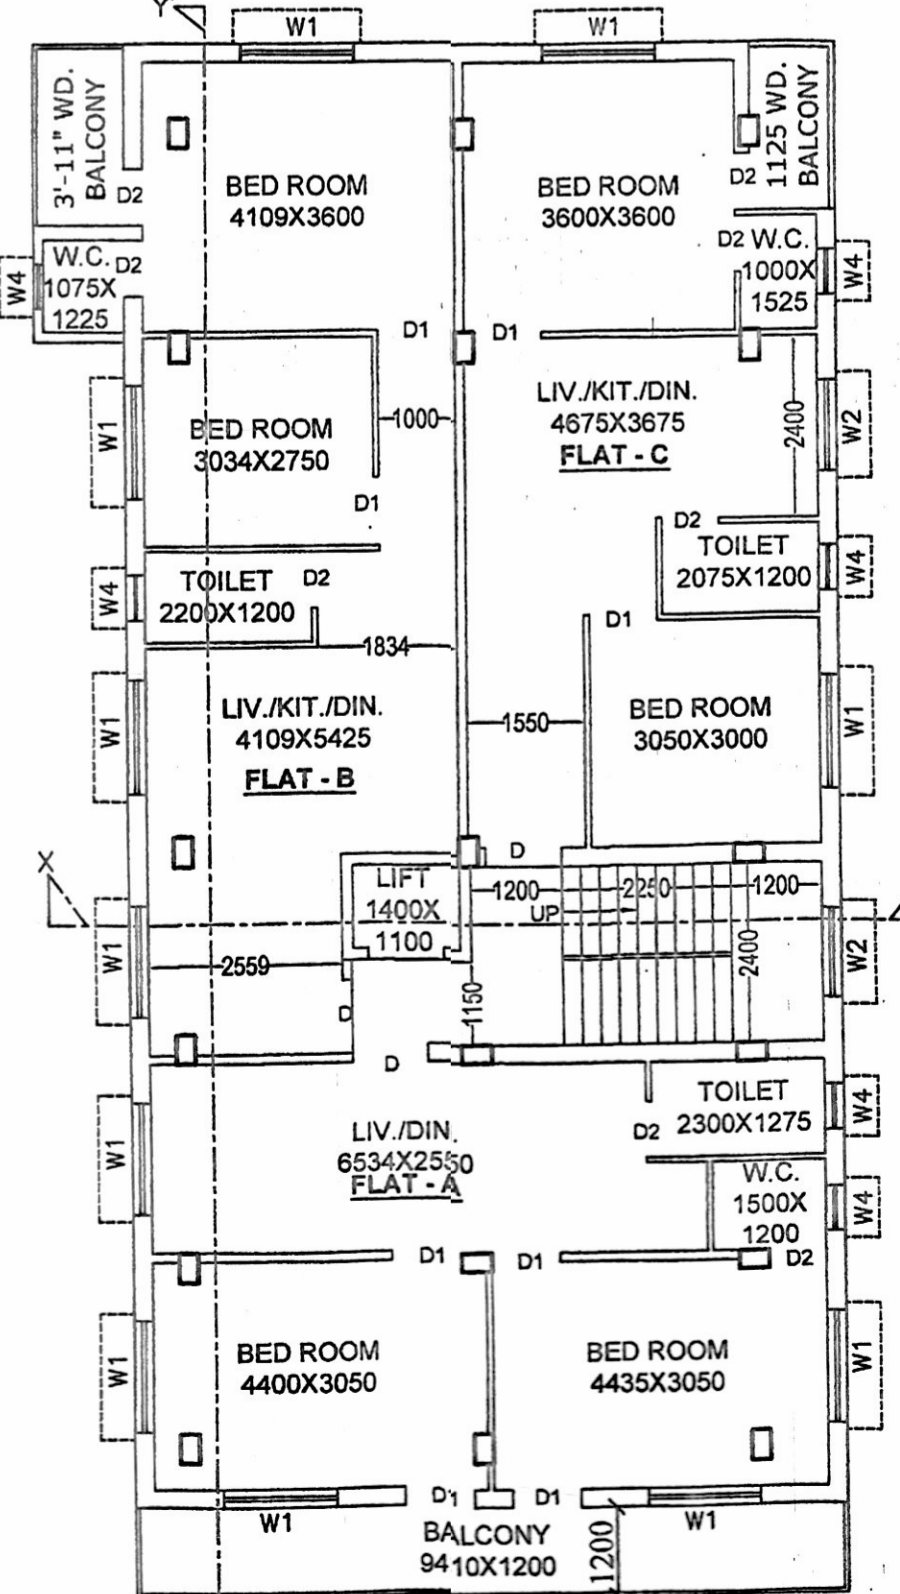 Y
W1
W1
3'-11" WD.
BALCONY
1125 WD.
BALCONY
BED ROOM
4109X3600
BED ROOM
3600X3600
D2
D2
W.C.
1075X
1225
D2
W4
D2
W.C.
1000X
1525
W4
D1
D1
BED ROOM
3034X2750
W1
1000
D1
LIV./KIT./DIN.
4675X3675
FLAT - C
2400
W2
D2
TOILET
2075X1200
W4
TOILET
2200X1200
D2
W4
1834
D1
LIV./KIT./DIN.
4109X5425
FLAT - B
W1
1550
BED ROOM
3050X3000
W1
D
X
LIFT
1400X
1100
1200
2250
1200
UP
W1
2559
2400
W2
1150
D
D
TOILET
2300X1275
W4
D2
LIV./DIN.
6534X2550
FLAT - A
W1
W.C.
1500X
1200
W4
D1
D1
D2
BED ROOM
4400X3050
BED ROOM
4435X3050
W1
W1
D1
D1
W1
W1
BALCONY
9410X1200
1200